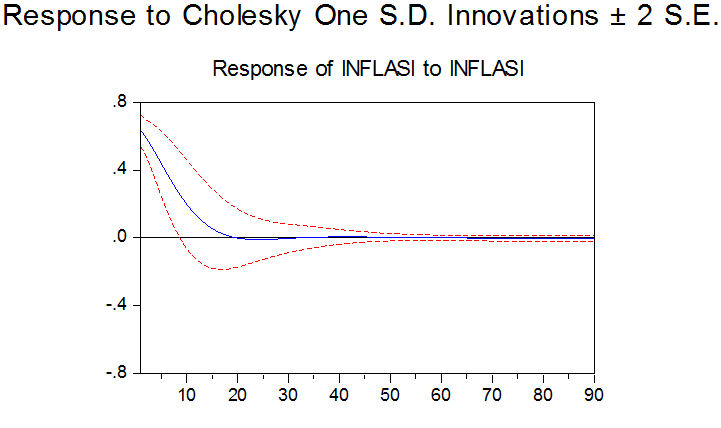 Response to Cholesky One S.D. Innovations ± 2 S.E.
Response of INFLASI to INFLASI
.8
.4
.0
-.4
-.8
10 20 30 40 50 60 70 80 90